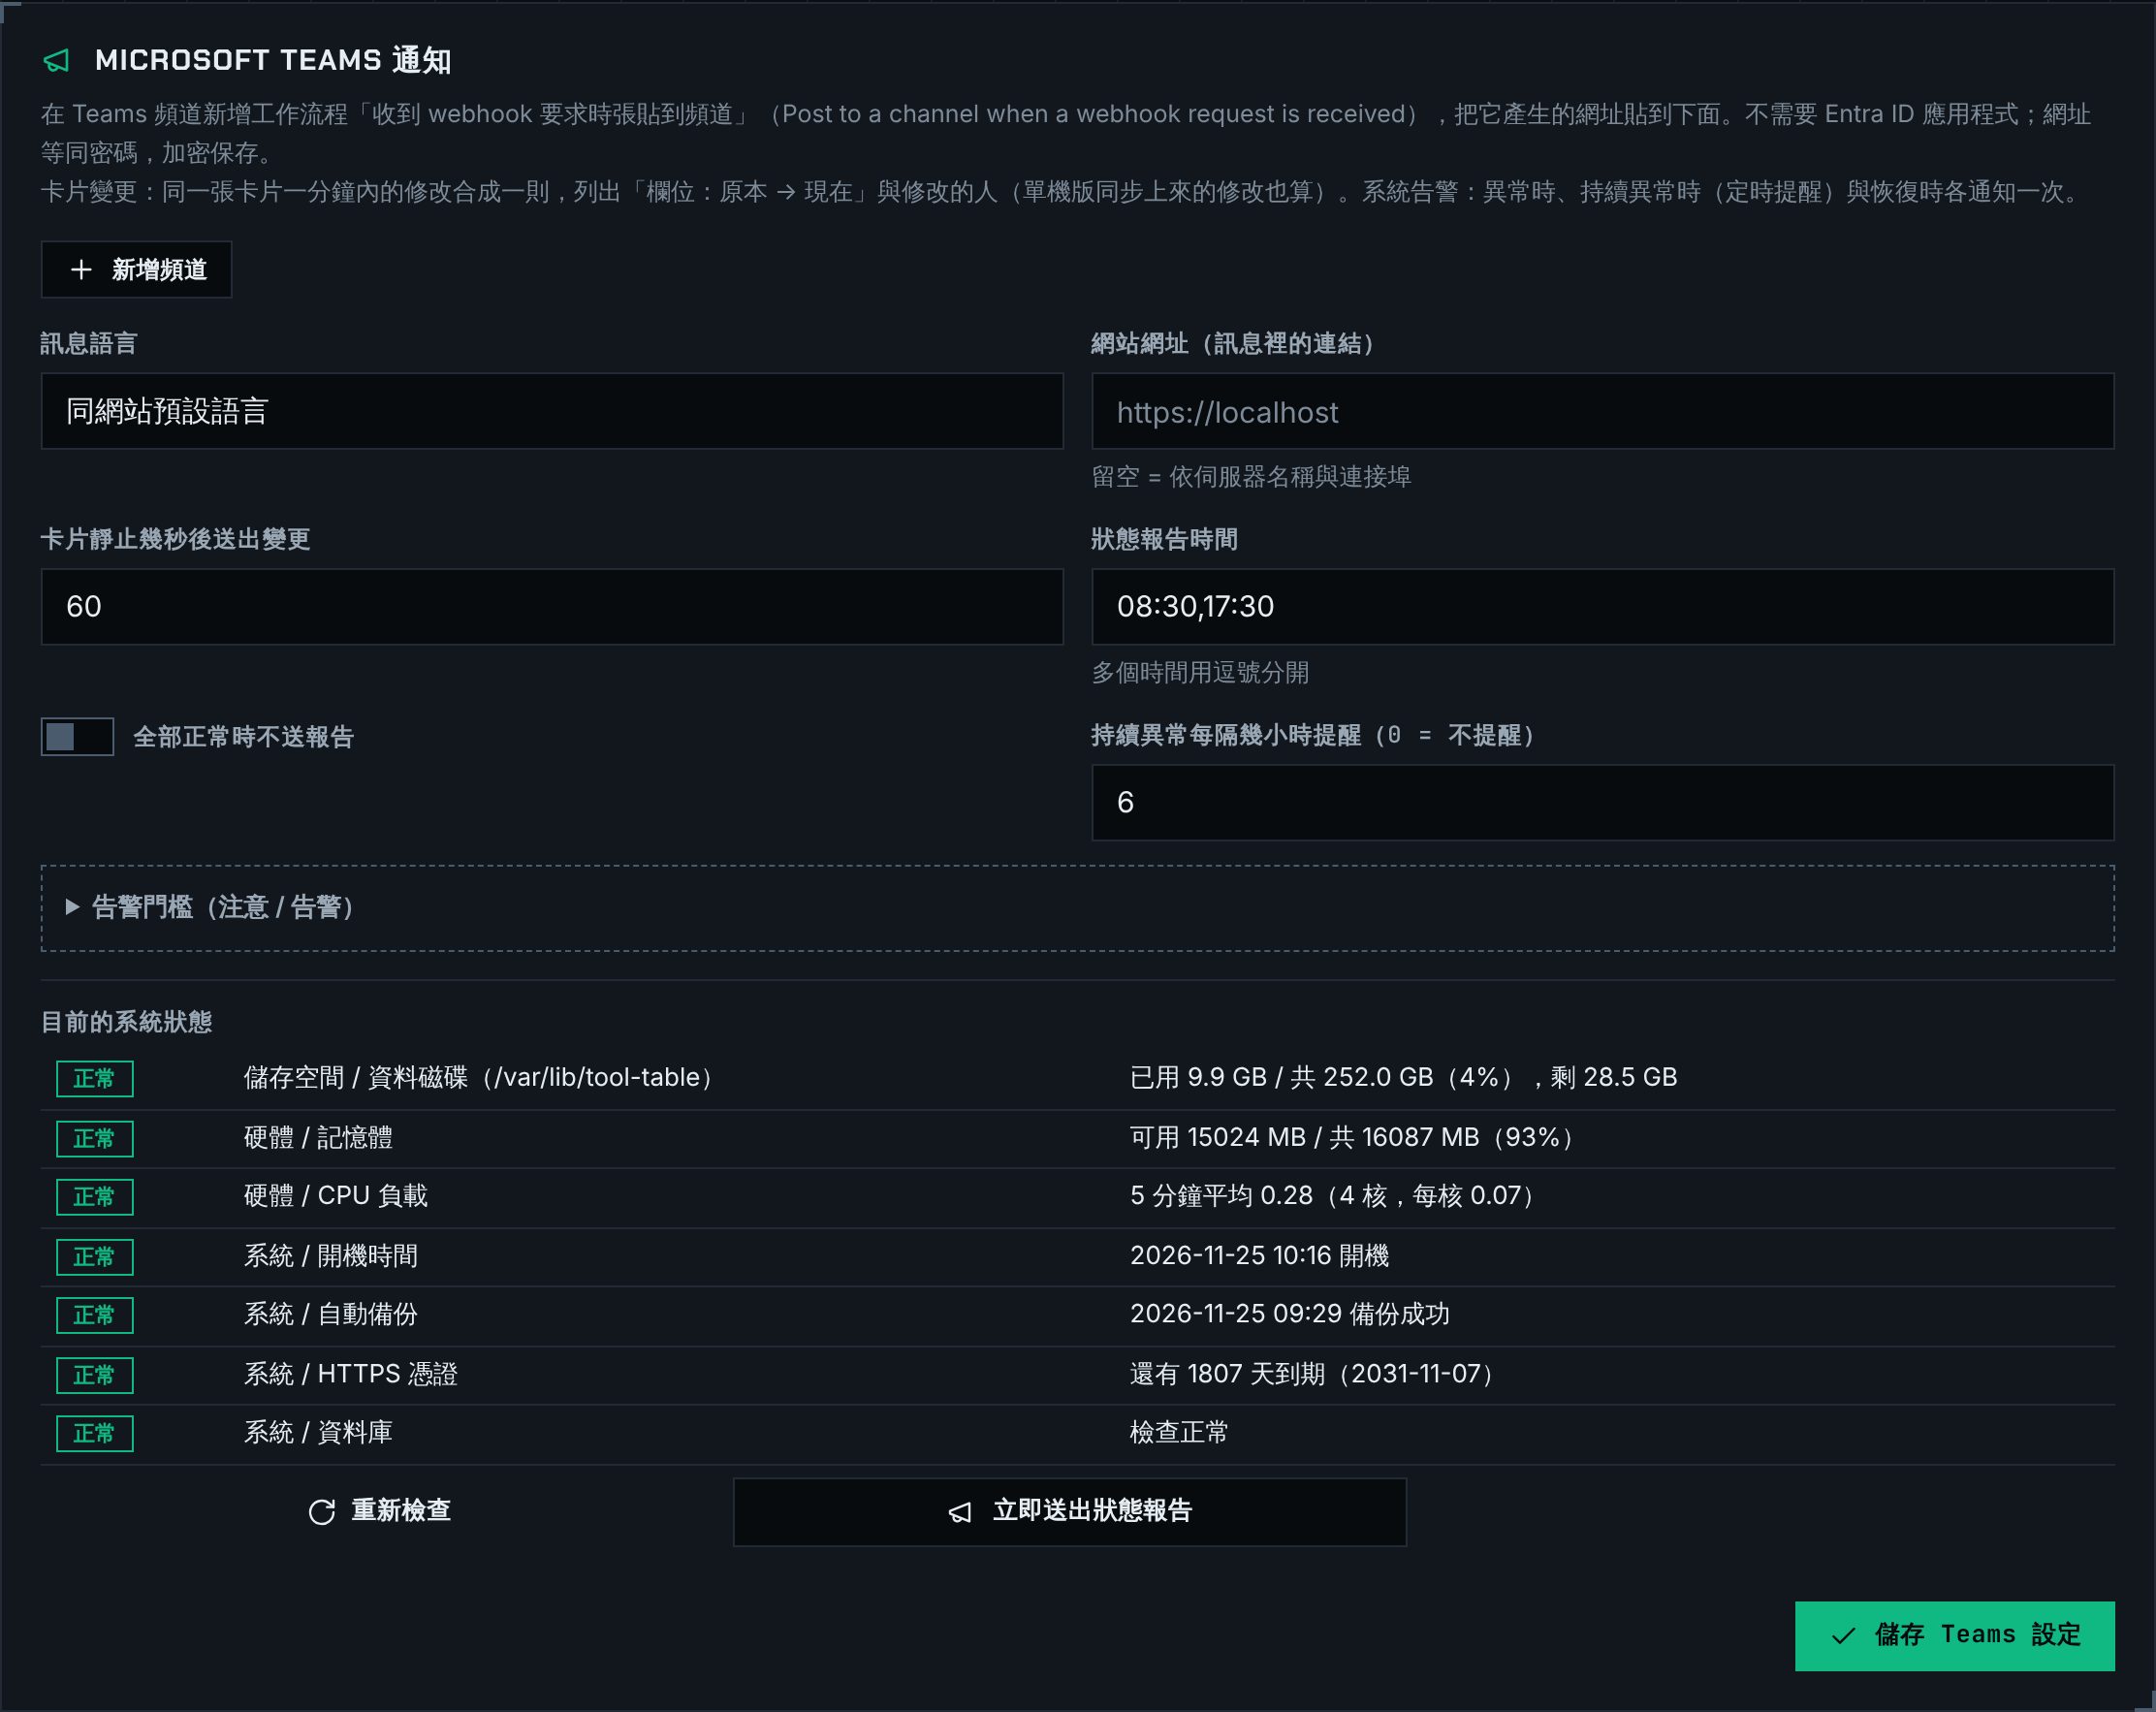 MICROSOFT TEAMS 通知
在 Teams 頻道新增工作流程「收到 webhook 要求時張貼到頻道」（Post to a channel when a webhook request is received），把它產生的網址貼到下面。不需要 Entra ID 應用程式；網址
等同密碼，加密保存。
卡片變更：同一張卡片一分鐘內的修改合成一則，列出「欄位：原本 → 現在」與修改的人（單機版同步上來的修改也算）。系統告警：異常時、持續異常時（定時提醒）與恢復時各通知一次。
新增頻道
訊息語言
網站網址（訊息裡的連結）
同網站預設語言
https://localhost
留空 = 依伺服器名稱與連接埠
卡片靜止幾秒後送出變更
狀態報告時間
60
08:30,17:30
多個時間用逗號分開
全部正常時不送報告
持續異常每隔幾小時提醒（0 = 不提醒）
6
告警門檻（注意 / 告警）
目前的系統狀態
正常 儲存空間 / 資料磁碟（/var/lib/tool-table） 已用 9.9 GB / 共 252.0 GB（4%），剩 28.5 GB
正常 硬體 / 記憶體 可用 15024 MB / 共 16087 MB（93%）
正常 硬體 / CPU 負載 5 分鐘平均 0.28（4 核，每核 0.07）
正常 系統 / 開機時間 2026-11-25 10:16 開機
正常 系統 / 自動備份 2026-11-25 09:29 備份成功
正常 系統 / HTTPS 憑證 還有 1807 天到期（2031-11-07）
正常 系統 / 資料庫 檢查正常
重新檢查
立即送出狀態報告
儲存 Teams 設定